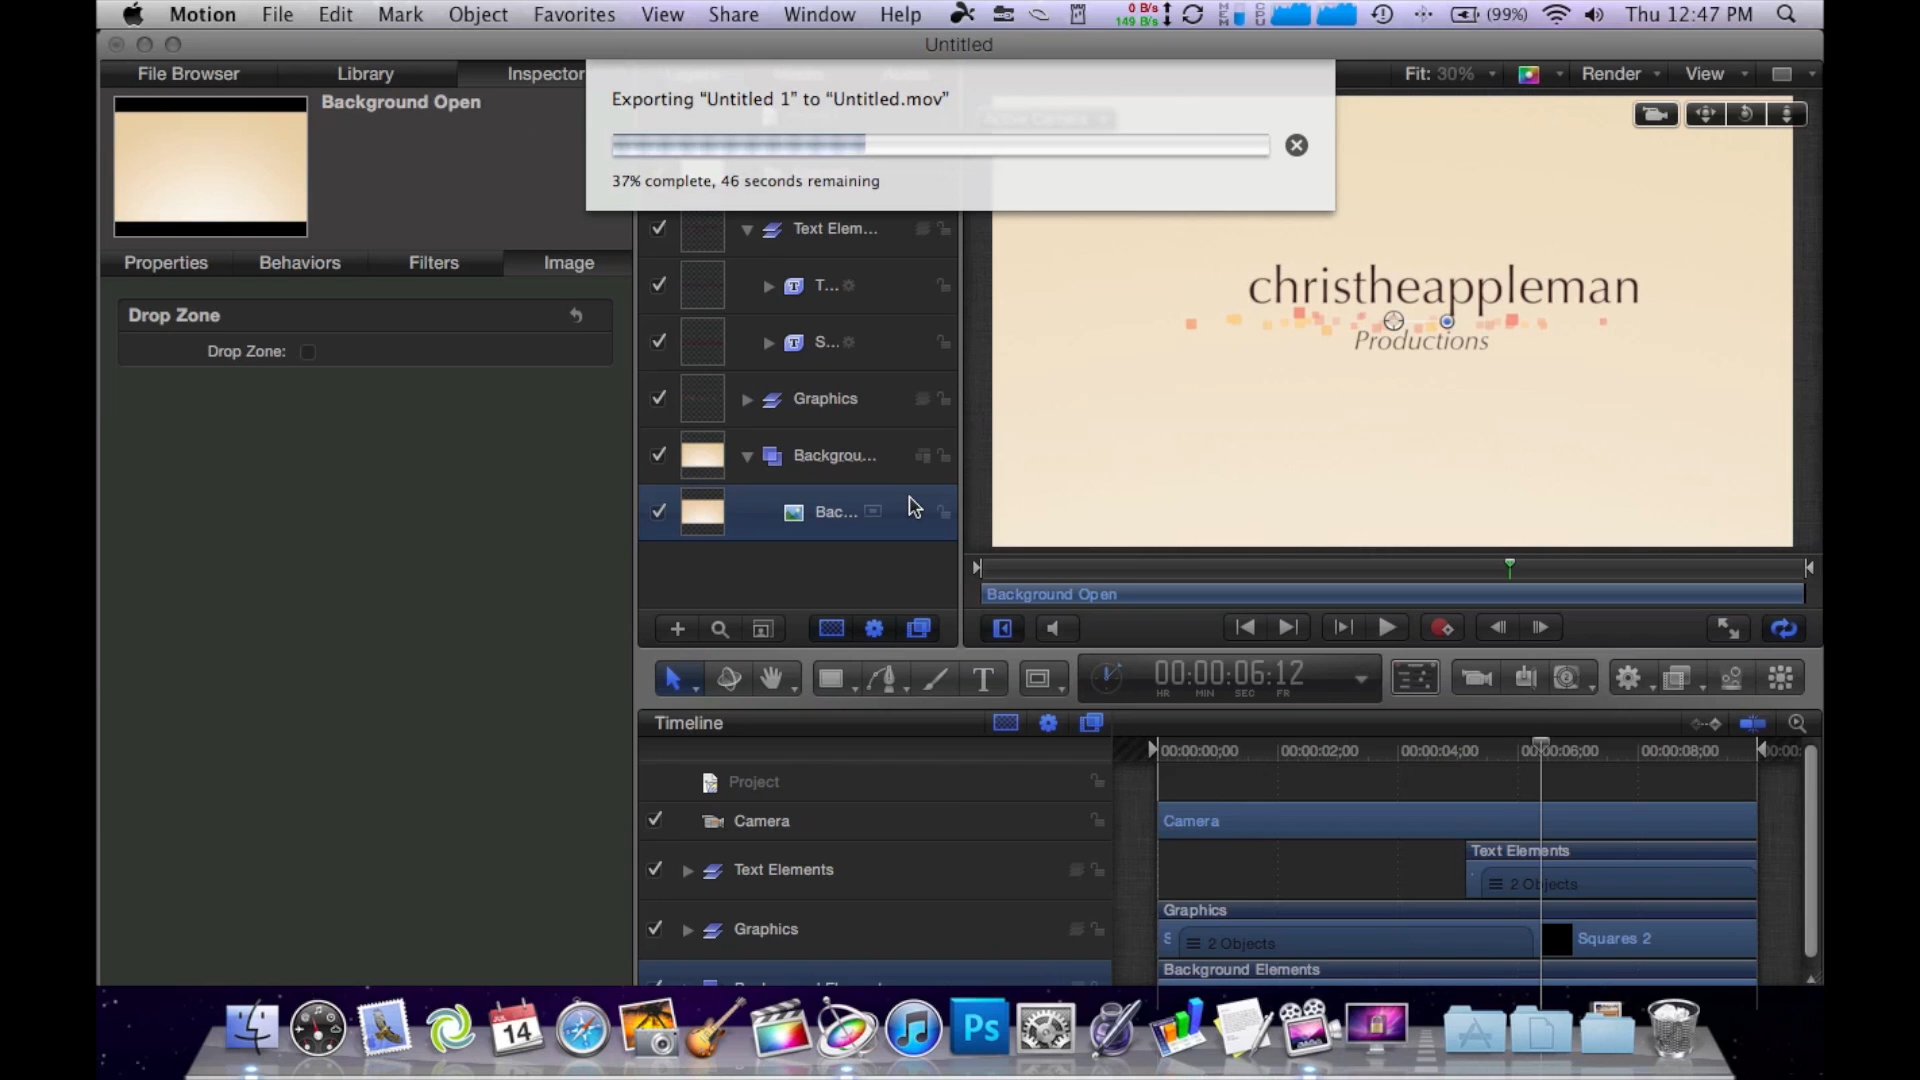 Motion File Edit Mark Object Favorites View Share Window Help 0 B/s 149 B/s (99%) Thu 12:47 PM
Untitled
File Browser Library Inspector
Fit: 30% Render View
Background Open
Exporting “Untitled 1” to “Untitled.mov”
37% complete, 46 seconds remaining
Properties Behaviors Filters Image
Drop Zone
Drop Zone:
Text Elem...
T...
S...
Graphics
Backgrou...
Bac...
christheappleman
Productions
Background Open
00:00:06;12
HR MIN SEC FR
Timeline
00:00:00;00 00:00:02;00 00:00:04;00 00:00:06;00 00:00:08;00
Project
Camera
Camera
Text Elements
Text Elements
2 Objects
Graphics
Graphics
2 Objects
Squares 2
Background Elements
JUL
14
Ps